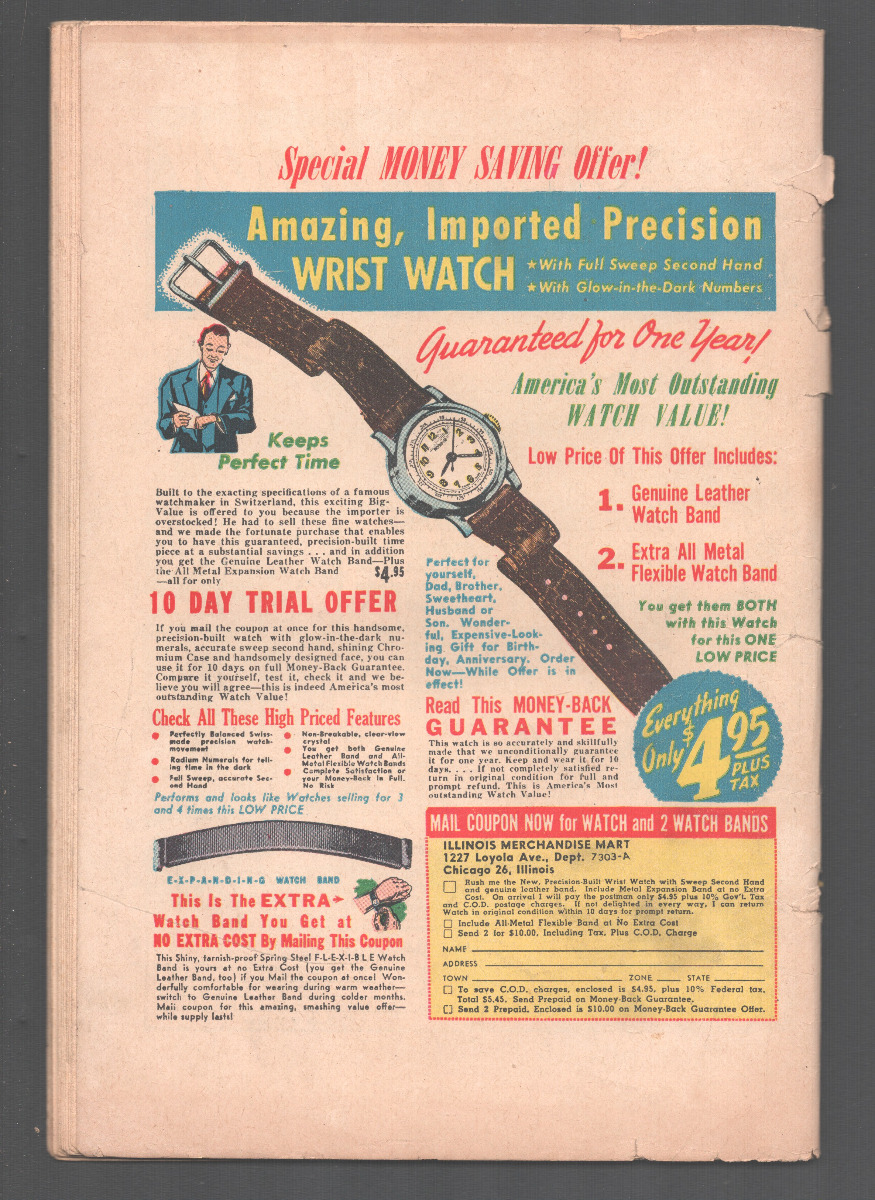 Special MONEY SAVING Offer!
Amazing, Imported Precision
WRIST WATCH
★With Full Sweep Second Hand
★With Glow-in-the-Dark Numbers
Guaranteed for One Year!
America's Most Outstanding
WATCH VALUE!
Keeps
Perfect Time
Low Price Of This Offer Includes:
1. Genuine Leather
Watch Band
2. Extra All Metal
Flexible Watch Band
You get them BOTH
with this Watch
for this ONE
LOW PRICE
Built to the exacting specifications of a famous
watchmaker in Switzerland, this exciting Big-
Value is offered to you because the importer is
overstocked! He had to sell these fine watches—
and we made the fortunate purchase that enables
you to have this guaranteed, precision-built time
piece at a substantial savings . . . and in addition
you get the Genuine Leather Watch Band—Plus
the All Metal Expansion Watch Band $4.95
—all for only
10 DAY TRIAL OFFER
If you mail the coupon at once for this handsome,
precision-built watch with glow-in-the-dark nu-
merals, accurate sweep second hand, shining Chro-
mium Case and handsomely designed face, you can
use it for 10 days on full Money-Back Guarantee.
Compare it yourself, test it, check it and we be-
lieve you will agree—this is indeed America's most
outstanding Watch Value!
Check All These High Priced Features
Perfectly Balanced Swiss-
made precision watch-
movement
Radium Numerals for tell-
ing time in the dark
Full Sweep, accurate Sec-
ond Hand
Non-Breakable, clear-view
crystal
You get both Genuine
Leather Band and All-
Metal Flexible Watch Bands
Complete Satisfaction or
your Money-Back In Full.
No Risk
Performs and looks like Watches selling for 3
and 4 times this LOW PRICE
E-X-P-A-N-D-I-N-G WATCH BAND
This Is The EXTRA
Watch Band You Get at
NO EXTRA COST By Mailing This Coupon
This Shiny, tarnish-proof Spring Steel F-L-E-X-I-B L E Watch
Band is yours at no Extra Cost (you get the Genuine
Leather Band, too) if you Mail the coupon at once! Won-
derfully comfortable for wearing during warm weather—
switch to Genuine Leather Band during colder months.
Mail coupon for this amazing, smashing value offer—
while supply lasts!
Perfect for
yourself,
Dad, Brother,
Sweetheart,
Husband or
Son. Wonder-
ful, Expensive-Look-
ing Gift for Birth-
day, Anniversary. Order
Now—While Offer is in
effect!
Read This MONEY-BACK
GUARANTEE
This watch is so accurately and skillfully
made that we unconditionally guarantee
it for one year. Keep and wear it for 10
days. . . . If not completely satisfied re-
turn in original condition for full and
prompt refund. This is America's Most
outstanding Watch Value!
Everything
Only $4.95
PLUS
TAX
MAIL COUPON NOW for WATCH and 2 WATCH BANDS
ILLINOIS MERCHANDISE MART
1227 Loyola Ave., Dept. 7303-A
Chicago 26, Illinois
Rush me the New, Precision-Built Wrist Watch with Sweep Second Hand
and genuine leather band. Include Metal Expansion Band at no Extra
Cost. On arrival I will pay the postman only $4.95 plus 10% Gov'L Tax
and C.O.D. postage charges. If not delighted in every way, I can return
Watch in original condition within 10 days for prompt return.
Include All-Metal Flexible Band at No Extra Cost
Send 2 for $10.00, Including Tax, Plus C.O.D. Charge
NAME
ADDRESS
TOWN ZONE STATE
To save C.O.D. charges, enclosed is $4.95, plus 10% Federal tax,
Total $5.45. Send Prepaid on Money-Back Guarantee.
Send 2 Prepaid. Enclosed is $10.00 on Money-Back Guarantee Offer.